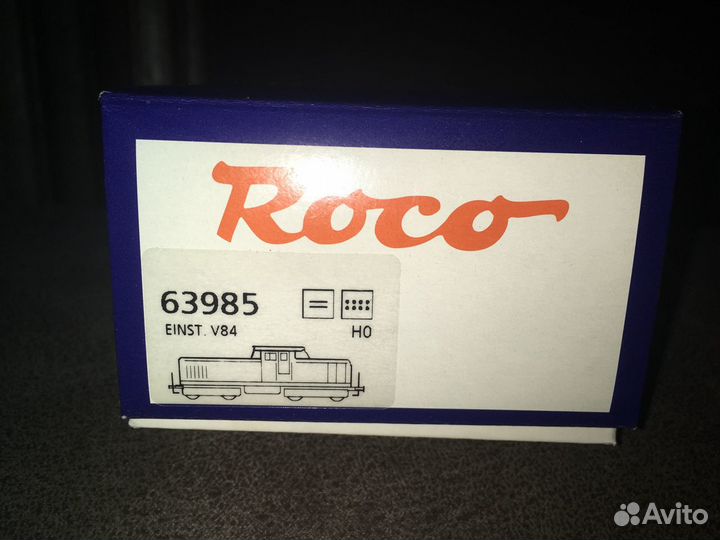 Roco
63985
EINST. V84 H0
Avito